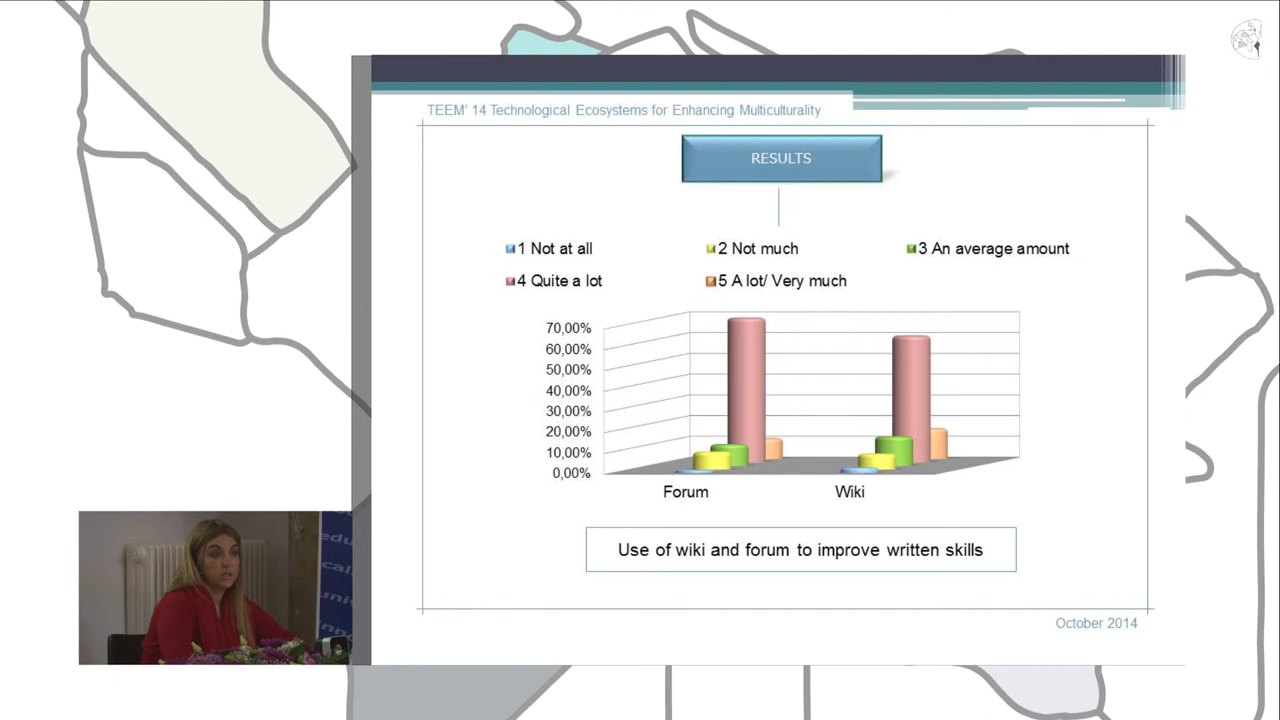 TEEM' 14 Technological Ecosystems for Enhancing Multiculturality
RESULTS
1 Not at all
2 Not much
3 An average amount
4 Quite a lot
5 A lot/ Very much
70,00%
60,00%
50,00%
40,00%
30,00%
20,00%
10,00%
0,00%
Forum
Wiki
Use of wiki and forum to improve written skills
October 2014